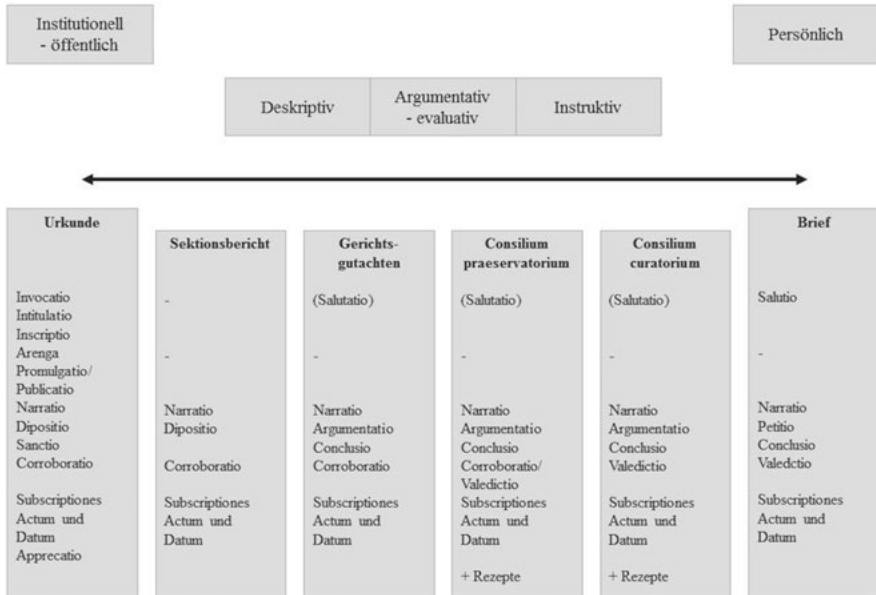 Institutionell
- öffentlich
Persönlich
Deskriptiv
Argumentativ
- evaluativ
Instruktiv
Urkunde
Invocatio
Intitulatio
Inscriptio
Arenga
Promulgatio/
Publicatio
Narratio
Dipositio
Sanctio
Corroboratio
Subscriptiones
Actum und
Datum
Apprecatio
Sektionsbericht
-
-
Narratio
Dipositio
Corroboratio
Subscriptiones
Actum und
Datum
Gerichts-
gutachten
(Salutatio)
-
Narratio
Argumentatio
Conclusio
Corroboratio
Subscriptiones
Actum und
Datum
Consilium
praeservatorium
(Salutatio)
-
Narratio
Argumentatio
Conclusio
Corroboratio/
Valedictio
Subscriptiones
Actum und
Datum
+ Rezepte
Consilium
curatorium
(Salutatio)
-
Narratio
Argumentatio
Conclusio
Valedictio
Subscriptiones
Actum und
Datum
+ Rezepte
Brief
Salutio
-
Narratio
Petitio
Conclusio
Valedctio
Subscriptiones
Actum und
Datum